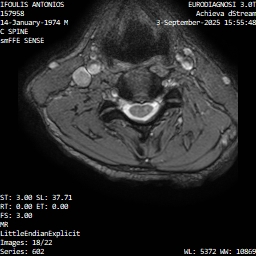 IFOULIS ANTONIOS
157958
14-January-1974 M
C SPINE
smFFE SENSE
EURODIAGNOSI 3.0T
Achieva dStream
3-September-2025 15:55:48
ST: 3.00 SL: 37.71
RT: 0.00 ET: 0.00
FS: 3.00
MR
LittleEndianExplicit
Images: 18/22
Series: 602
WL: 5372 WW: 10869